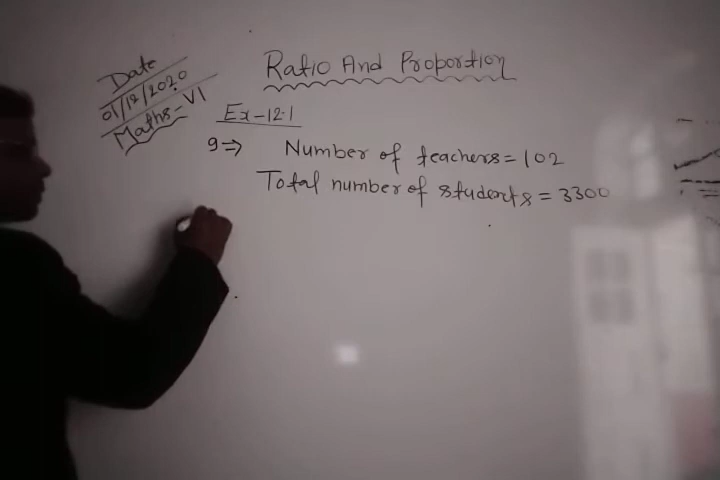 Date
01/12/2020
Maths-VI
Ratio And Proportion
Ex-12.1
9⇒ Number of teachers = 102
Total number of students = 3300